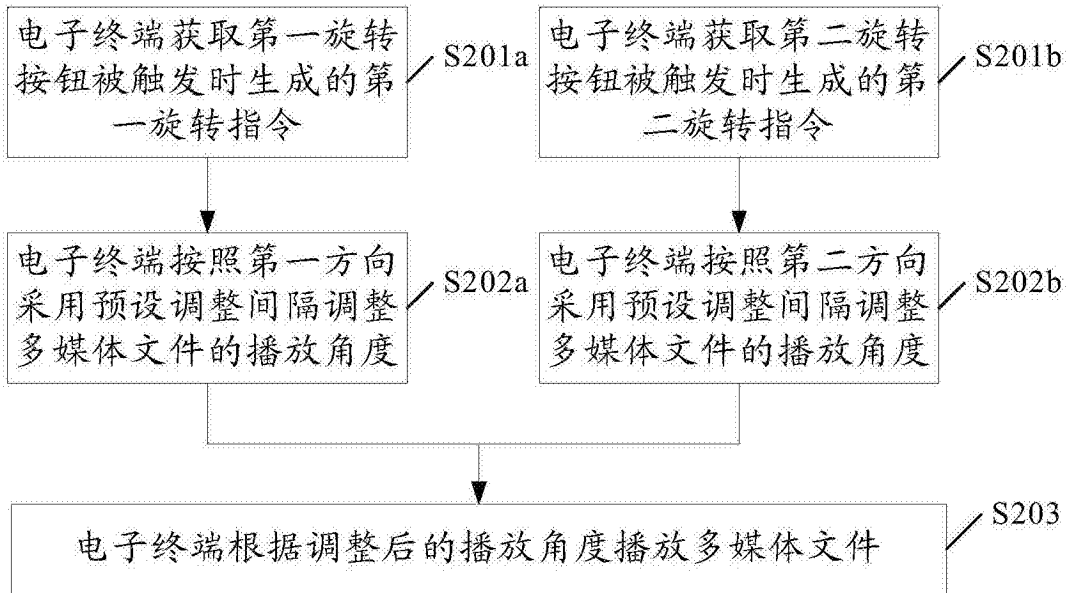 电子终端获取第一旋转
按钮被触发时生成的第
一旋转指令
S201a
电子终端获取第二旋转
按钮被触发时生成的第
二旋转指令
S201b
电子终端按照第一方向
采用预设调整间隔调整
多媒体文件的播放角度
S202a
电子终端按照第二方向
采用预设调整间隔调整
多媒体文件的播放角度
S202b
电子终端根据调整后的播放角度播放多媒体文件
S203